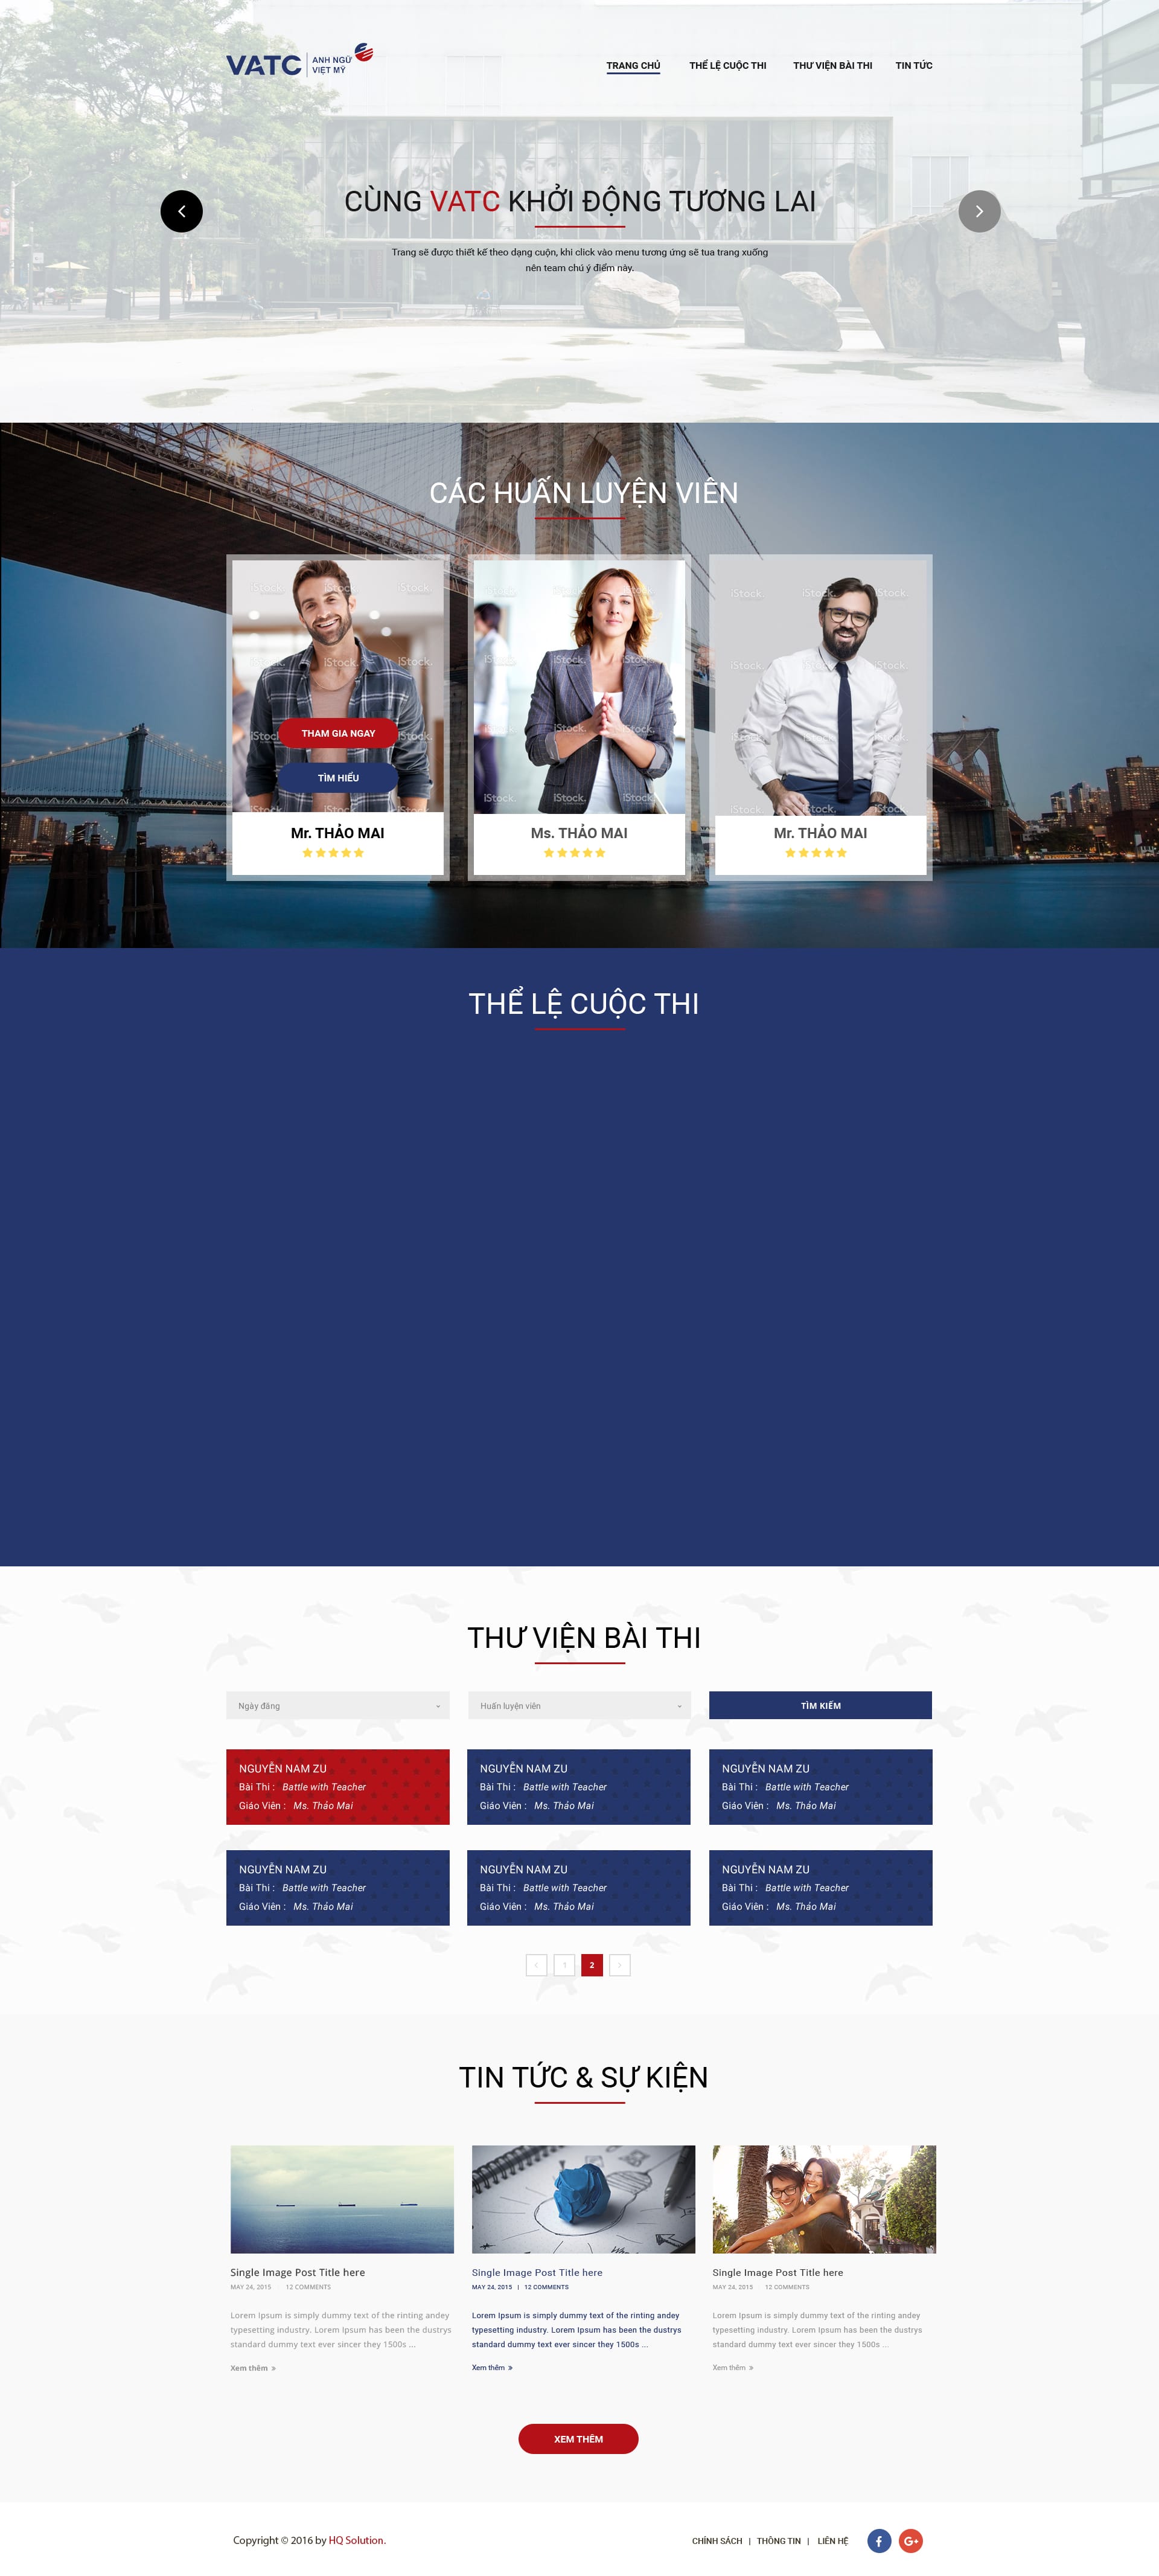 VATC
ANH NGỮ
VIỆT MỸ
TRANG CHỦ THỂ LỆ CUỘC THI THƯ VIỆN BÀI THI TIN TỨC
CÙNG VATC KHỞI ĐỘNG TƯƠNG LAI
Trang sẽ được thiết kế theo dạng cuộn, khi click vào menu tương ứng sẽ tua trang xuống
nên team chú ý điểm này.
CÁC HUẤN LUYỆN VIÊN
THAM GIA NGAY
TÌM HIỂU
Mr. THẢO MAI
Ms. THẢO MAI
Mr. THẢO MAI
THỂ LỆ CUỘC THI
THƯ VIỆN BÀI THI
Ngày đăng Huấn luyện viên TÌM KIẾM
NGUYỄN NAM ZU
Bài Thi : Battle with Teacher
Giáo Viên : Ms. Thảo Mai
NGUYỄN NAM ZU
Bài Thi : Battle with Teacher
Giáo Viên : Ms. Thảo Mai
NGUYỄN NAM ZU
Bài Thi : Battle with Teacher
Giáo Viên : Ms. Thảo Mai
NGUYỄN NAM ZU
Bài Thi : Battle with Teacher
Giáo Viên : Ms. Thảo Mai
NGUYỄN NAM ZU
Bài Thi : Battle with Teacher
Giáo Viên : Ms. Thảo Mai
NGUYỄN NAM ZU
Bài Thi : Battle with Teacher
Giáo Viên : Ms. Thảo Mai
1 2
TIN TỨC & SỰ KIỆN
Single Image Post Title here
MAY 24, 2015 12 COMMENTS
Lorem Ipsum is simply dummy text of the rinting andey
typesetting industry. Lorem Ipsum has been the dustrys
standard dummy text ever sincer they 1500s ...
Xem thêm »
Single Image Post Title here
MAY 24, 2015 | 12 COMMENTS
Lorem Ipsum is simply dummy text of the rinting andey
typesetting industry. Lorem Ipsum has been the dustrys
standard dummy text ever sincer they 1500s ...
Xem thêm »
Single Image Post Title here
MAY 24, 2015 12 COMMENTS
Lorem Ipsum is simply dummy text of the rinting andey
typesetting industry. Lorem Ipsum has been the dustrys
standard dummy text ever sincer they 1500s ...
Xem thêm »
XEM THÊM
Copyright © 2016 by HQ Solution.
CHÍNH SÁCH | THÔNG TIN | LIÊN HỆ